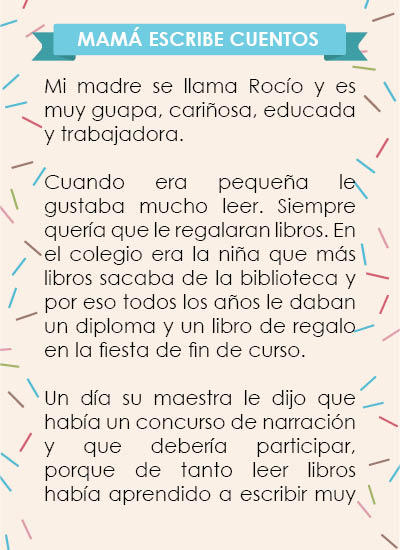 MAMÁ ESCRIBE CUENTOS
Mi madre se llama Rocío y es
muy guapa, cariñosa, educada
y trabajadora.
Cuando era pequeña le
gustaba mucho leer. Siempre
quería que le regalaran libros. En
el colegio era la niña que más
libros sacaba de la biblioteca y
por eso todos los años le daban
un diploma y un libro de regalo
en la fiesta de fin de curso.
Un día su maestra le dijo que
había un concurso de narración
y que debería participar,
porque de tanto leer libros
había aprendido a escribir muy